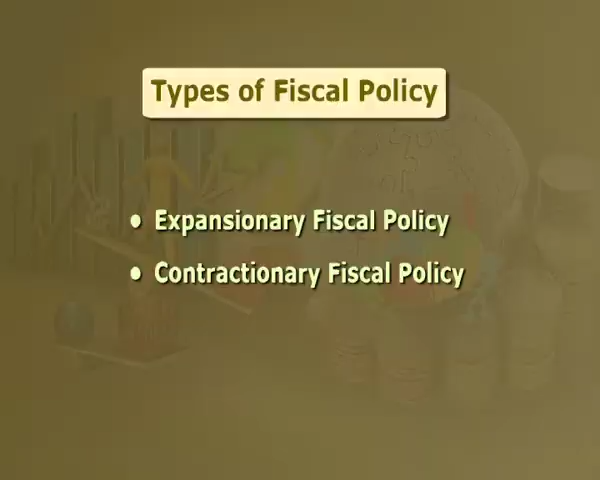 Types of Fiscal Policy
• Expansionary Fiscal Policy
• Contractionary Fiscal Policy